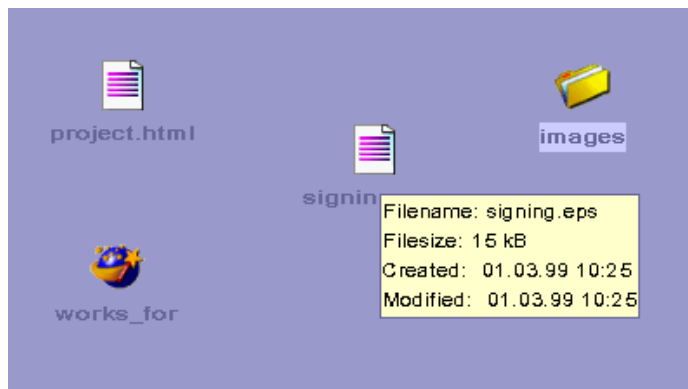 project.html
images
signin
Filename: signing.eps
Filesize: 15 kB
Created: 01.03.99 10:25
Modified: 01.03.99 10:25
works_for